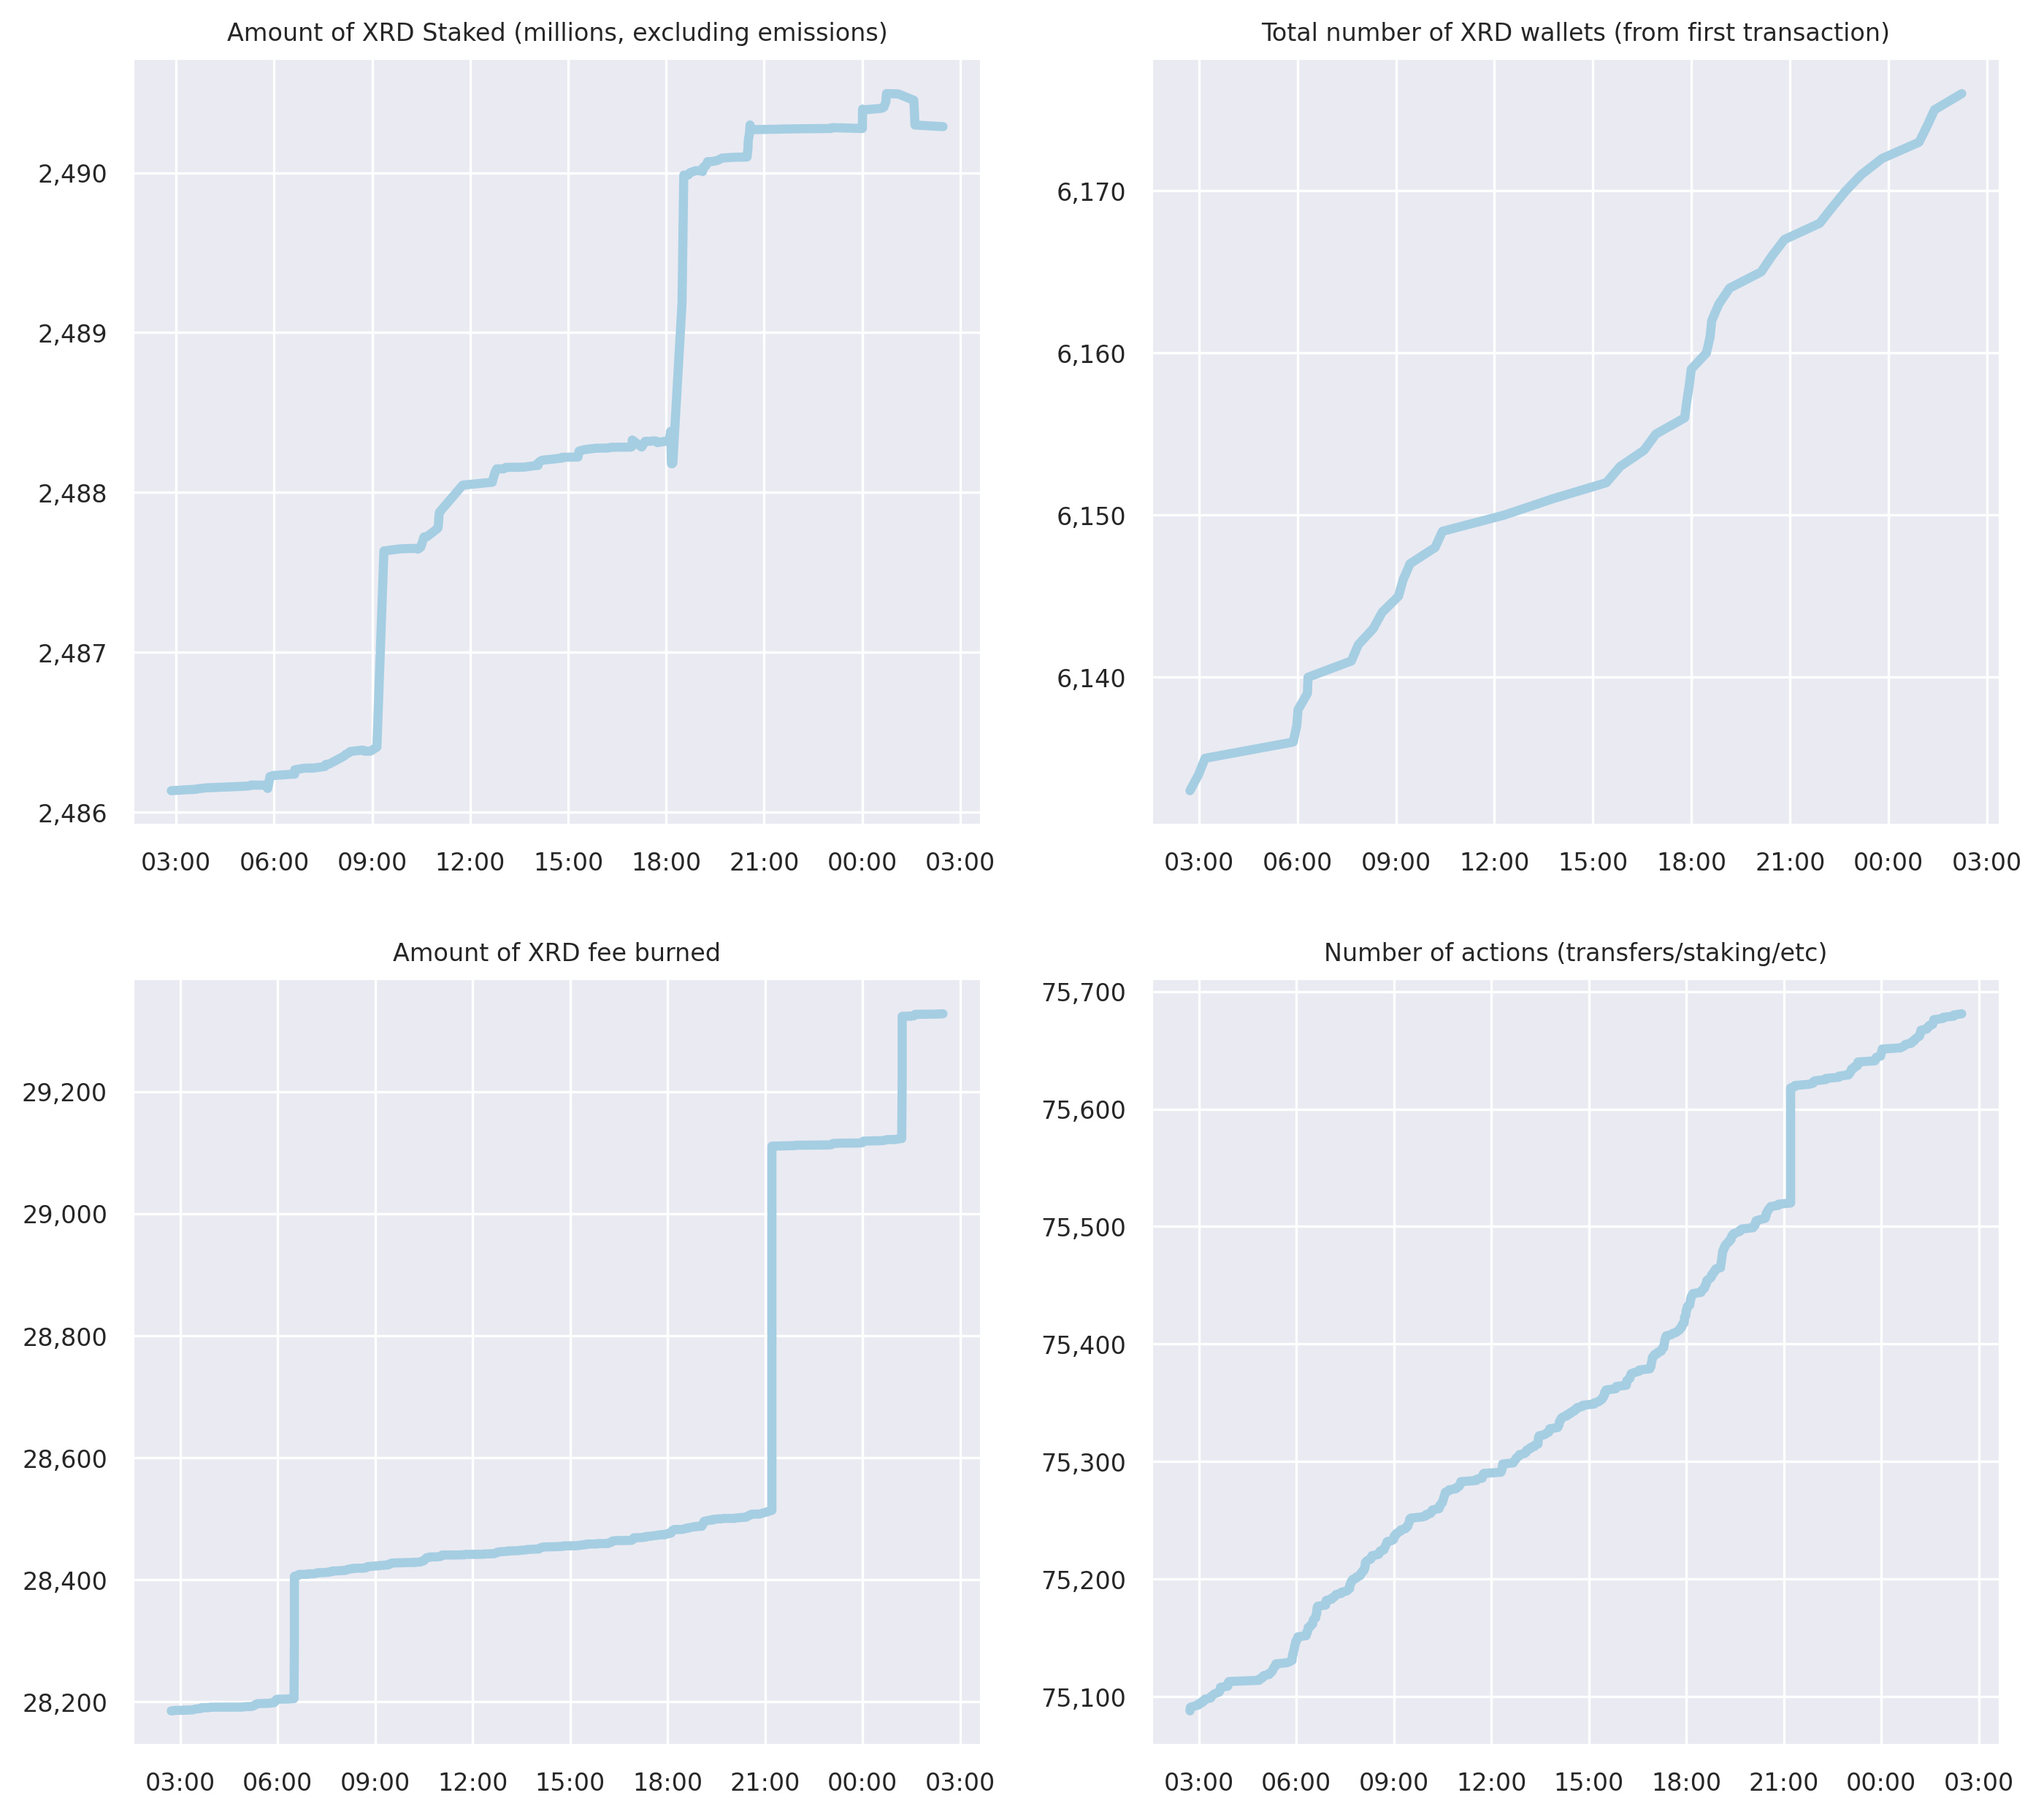 Amount of XRD Staked (millions, excluding emissions)
2,490
2,489
2,488
2,487
2,486
03:00 06:00 09:00 12:00 15:00 18:00 21:00 00:00 03:00
Total number of XRD wallets (from first transaction)
6,170
6,160
6,150
6,140
03:00 06:00 09:00 12:00 15:00 18:00 21:00 00:00 03:00
Amount of XRD fee burned
29,200
29,000
28,800
28,600
28,400
28,200
03:00 06:00 09:00 12:00 15:00 18:00 21:00 00:00 03:00
Number of actions (transfers/staking/etc)
75,700
75,600
75,500
75,400
75,300
75,200
75,100
03:00 06:00 09:00 12:00 15:00 18:00 21:00 00:00 03:00